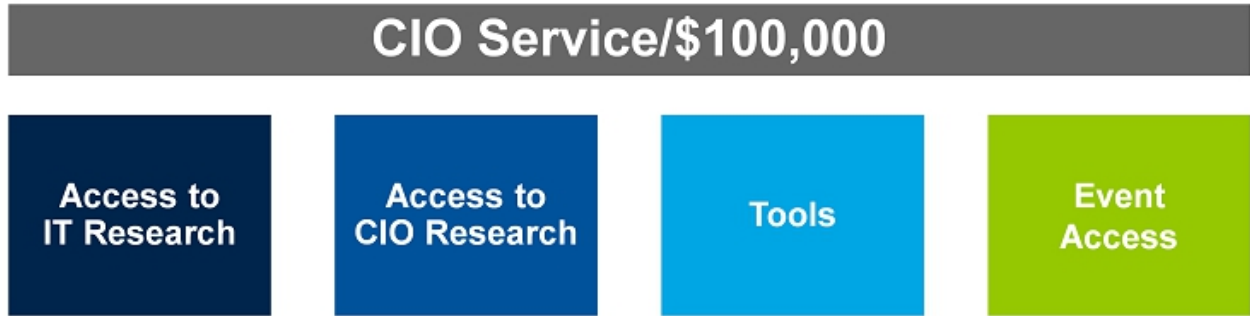 CIO Service/$100,000
Access to
IT Research
Access to
CIO Research
Tools
Event
Access